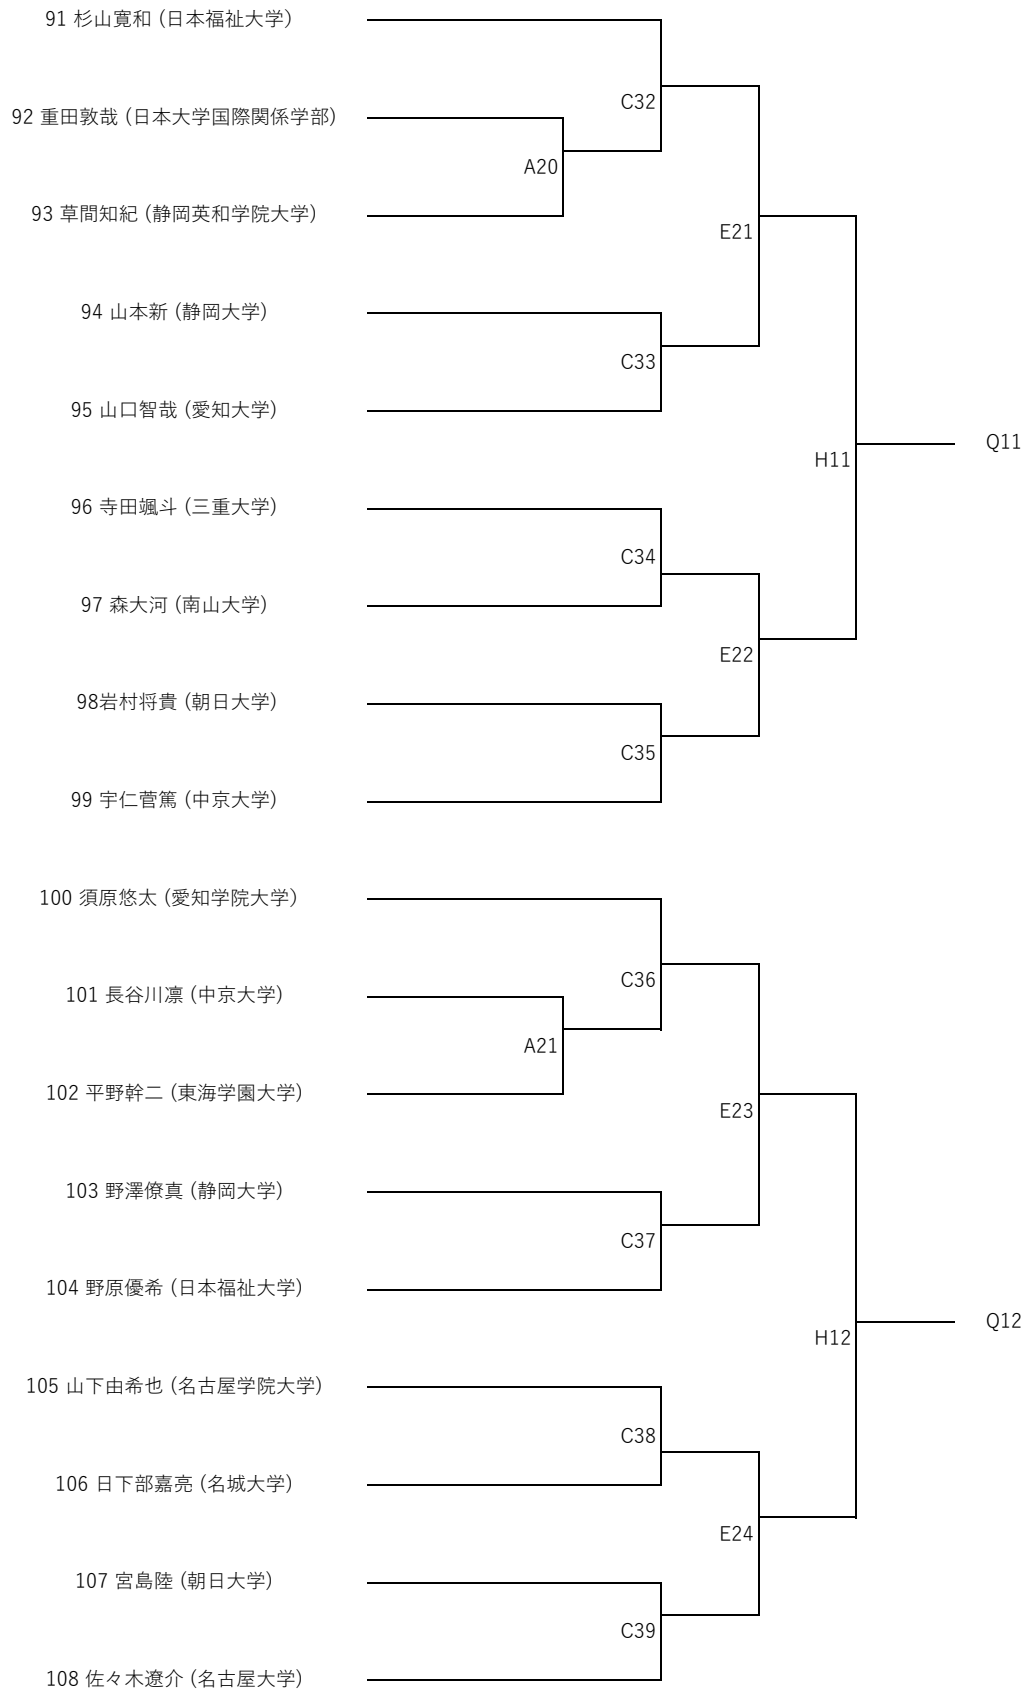 91 杉山寛和 (日本福祉大学)
C32
92 重田敦哉 (日本大学国際関係学部)
A20
93 草間知紀 (静岡英和学院大学)
E21
94 山本新 (静岡大学)
C33
95 山口智哉 (愛知大学)
Q11
H11
96 寺田颯斗 (三重大学)
C34
97 森大河 (南山大学)
E22
98岩村将貴 (朝日大学)
C35
99 宇仁菅篤 (中京大学)
100 須原悠太 (愛知学院大学)
C36
101 長谷川凛 (中京大学)
A21
102 平野幹二 (東海学園大学)
E23
103 野澤僚真 (静岡大学)
C37
104 野原優希 (日本福祉大学)
Q12
H12
105 山下由希也 (名古屋学院大学)
C38
106 日下部嘉亮 (名城大学)
E24
107 宮島陸 (朝日大学)
C39
108 佐々木遼介 (名古屋大学)